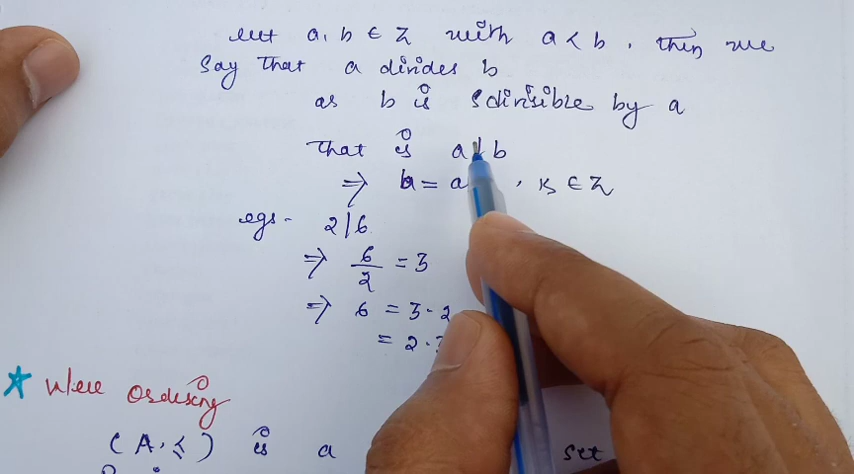 Let a, b ∈ Z with a < b, then we
say that a divides b
as b is divisible by a
That is a | b
⇒ b = a , k ∈ Z
egs - 2|6
⇒ 6/2 = 3
⇒ 6 = 3 · 2
= 2 ·
* Well Ordering
(A, ≤) is a set